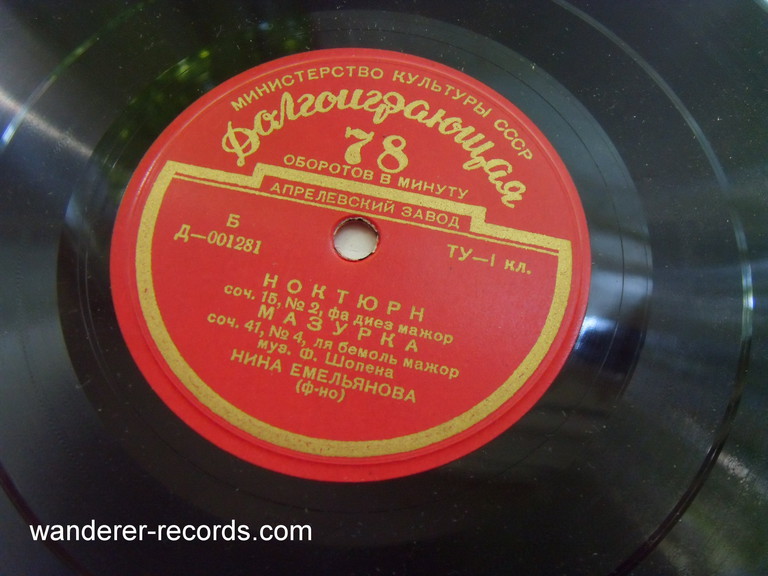 МИНИСТЕРСТВО КУЛЬТУРЫ СССР
Долгоиграющая
78
ОБОРОТОВ В МИНУТУ
АПРЕЛЕВСКИЙ ЗАВОД
Б
Д—001281
ТУ—1 кл.
НОКТЮРН
соч. 15, № 2, фа диез мажор
МАЗУРКА
соч. 41, № 4, ля бемоль мажор
муз. Ф. Шопена
НИНА ЕМЕЛЬЯНОВА
(ф-но)
wanderer-records.com